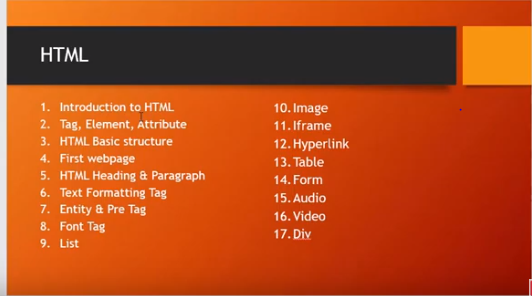 HTML
1. Introduction to HTML
2. Tag, Element, Attribute
3. HTML Basic structure
4. First webpage
5. HTML Heading & Paragraph
6. Text Formatting Tag
7. Entity & Pre Tag
8. Font Tag
9. List
10. Image
11. Iframe
12. Hyperlink
13. Table
14. Form
15. Audio
16. Video
17. Div